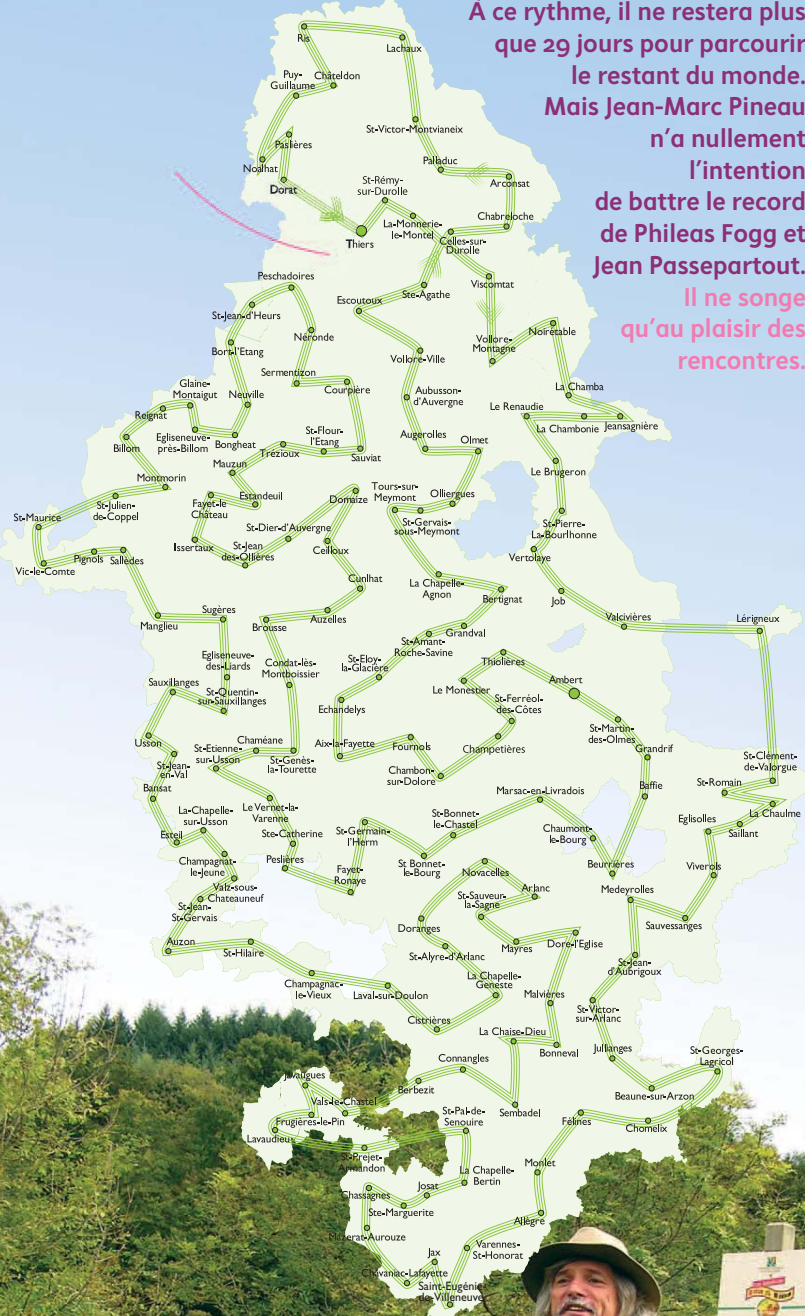 À ce rythme, il ne restera plus
que 29 jours pour parcourir
le restant du monde.
Mais Jean-Marc Pineau
n'a nullement
l'intention
de battre le record
de Phileas Fogg et
Jean Passepartout.
Il ne songe
qu'au plaisir des
rencontres.
Ris
Lachaux
Puy-
Guillaume
Châteldon
St-Victor-Montvianeix
Paslières
Noalhat
Palladuc
Dorat
St-Rémy-
sur-Durolle
Arconsat
La-Monnerie-
le-Montel
Chabreloche
Thiers
Celles-sur-
Durolle
Peschadoires
Escoutoux
Ste-Agathe
Viscomtat
St-Jean-d'Heurs
Néronde
Vollore-
Montagne
Noirétable
Bort-l'Etang
Vollore-Ville
Sermentizon
Courpière
Glaine-
Montaigut
Neuville
Aubusson-
d'Auvergne
La Chamba
Reignat
Le Renaudie
La Chambonie
Jeansagnière
Billom
Egliseneuve-
près-Billom
Bongheat
St-Flour-
l'Etang
Augerolles
Olmet
Trézioux
Sauviat
Mauzun
Le Brugeron
Montmorin
Tours-sur-
Meymont
Olliergues
St-Julien-
de-Coppel
Fayet-le
Château
Estandeuil
Domaize
St-Maurice
St-Gervais-
sous-Meymont
St-Pierre-
La-Bourlhonne
St-Dier-d'Auvergne
Issertaux
St-Jean
des-Ollières
Ceilloux
Vertolaye
Pignols
Sallèdes
Vic-le-Comte
Cunlhat
La Chapelle-
Agnon
Bertignat
Job
Manglieu
Sugères
Brousse
Auzelles
Valcivières
Lérigneux
Grandval
St-Amant-
Roche-Savine
Egliseneuve-
des-Liards
Condat-lès-
Montboissier
St-Eloy-
la-Glacière
Thiolières
Ambert
Sauxillanges
St-Quentin-
sur-Sauxillanges
Le Monestier
St-Ferréol-
des-Côtes
Echandelys
St-Martin-
des-Olmes
Usson
St-Etienne-
sur-Usson
Chaméane
St-Genès-
la-Tourette
Aix-la-Fayette
Fournols
Champetières
Grandrif
St-Jean-
en-Val
Chambon-
sur-Dolore
St-Clément-
de-Valorgue
Bansat
Baffie
St-Romain
Marsac-en-Livradois
La-Chapelle-
sur-Usson
Le Vernet-la-
Varenne
La Chaulme
Esteil
Ste-Catherine
St-Germain-
l'Herm
St-Bonnet-
le-Chastel
Chaumont-
le-Bourg
Eglisolles
Saillant
Champagnat-
le-Jeune
Peslières
St Bonnet-
le-Bourg
Beurrières
Viverols
Valz-sous-
Chateauneuf
Fayet-
Ronaye
Novacelles
Medeyrolles
St-Jean-
St-Gervais
St-Sauveur-
la-Sagne
Arlanc
Sauvessanges
Auzon
St-Hilaire
Doranges
Mayres
Dore-l'Eglise
St-Alyre-d'Arlanc
St-Jean-
d'Aubrigoux
Champagnac-
le-Vieux
Laval-sur-Doulon
La Chapelle-
Geneste
Malvières
St-Victor-
sur-Arlanc
Cistrières
La Chaise-Dieu
Bonneval
Jullianges
St-Georges-
Lagricol
Connangles
Javaugues
Berbezit
Beaune-sur-Arzon
Vals-le-Chastel
Sembadel
Frugières-le-Pin
St-Pal-de-
Senouire
Félines
Chomelix
Lavaudieu
St-Prejet-
Armandon
La Chapelle-
Bertin
Monlet
Chassagnes
Josat
Ste-Marguerite
Allègre
Mazerat-Aurouze
Jax
Varennes-
St-Honorat
Chavaniac-Lafayette
Saint-Eugénie-
de-Villeneuve